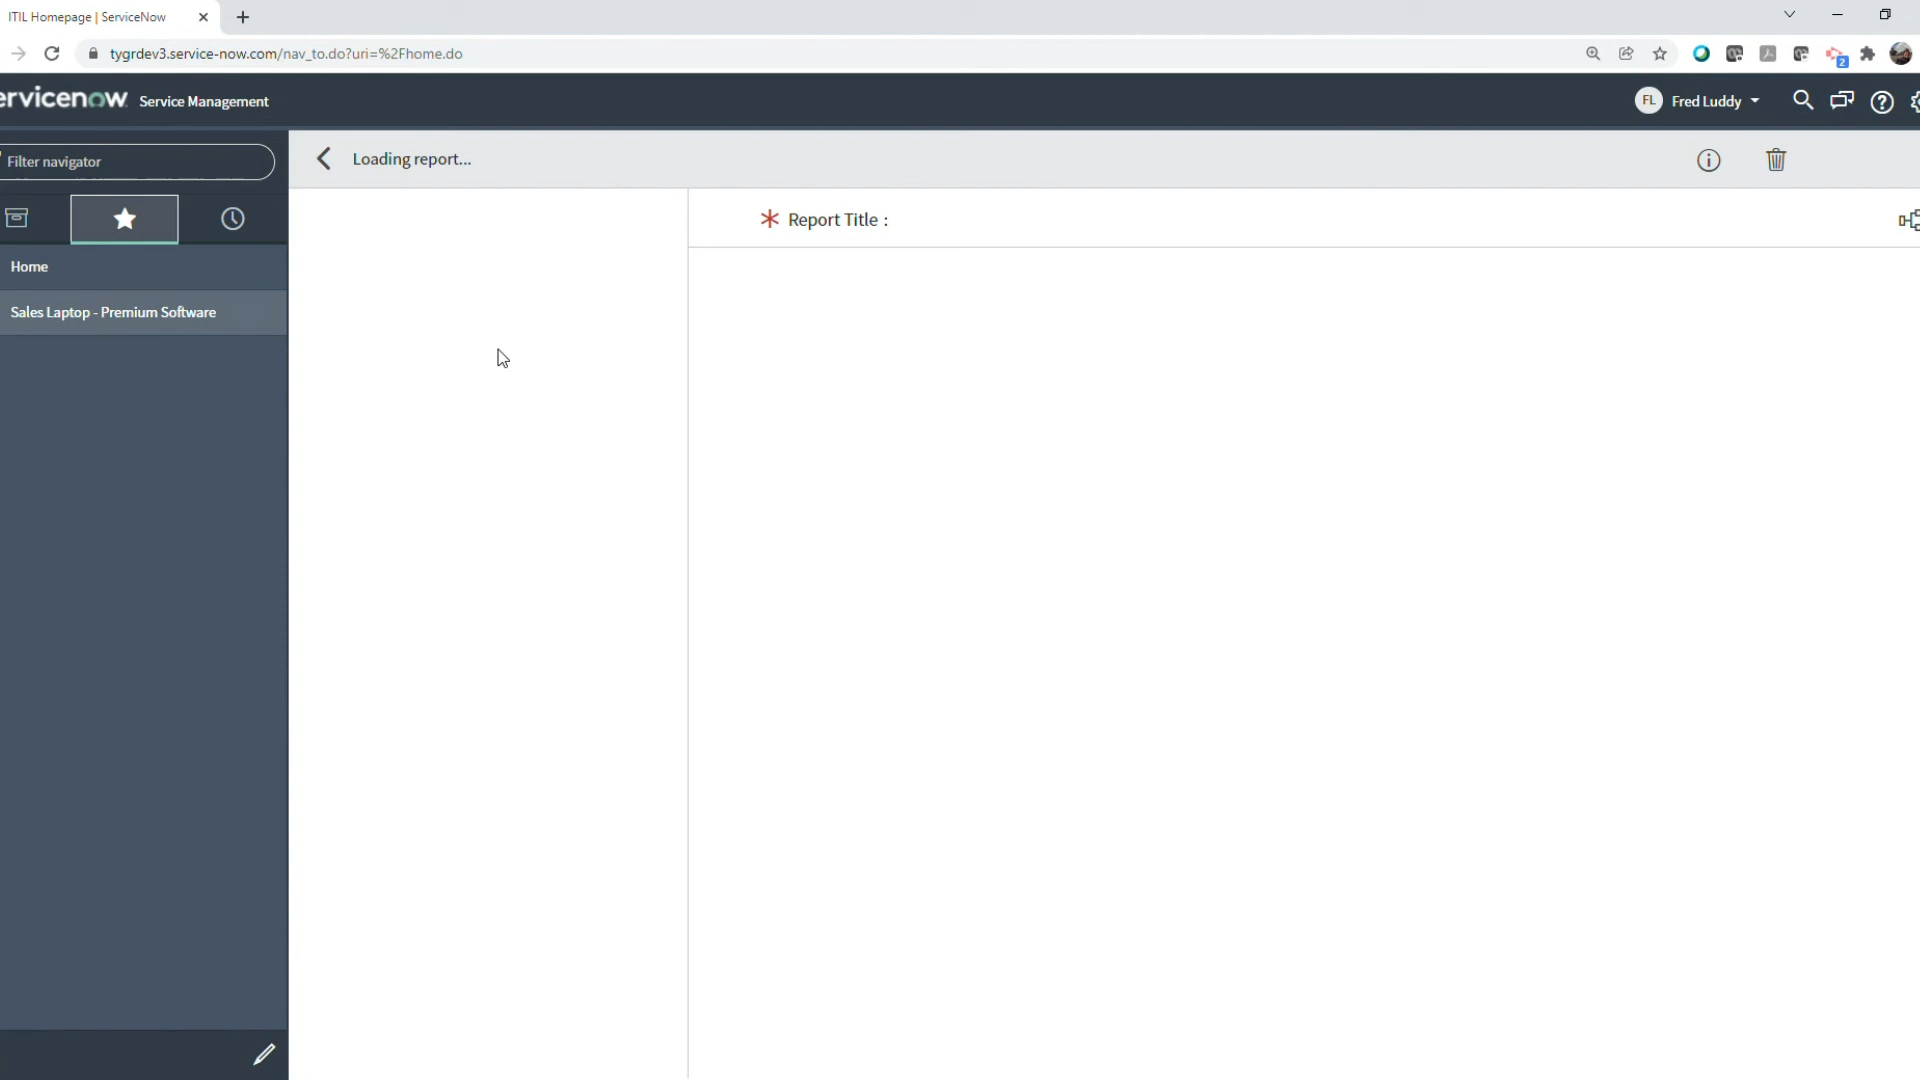 ITIL Homepage | ServiceNow
tygrdev3.service-now.com/nav_to.do?uri=%2Fhome.do
2
ervicenow Service Management
FL Fred Luddy
Filter navigator
Loading report...
Report Title :
Home
Sales Laptop - Premium Software